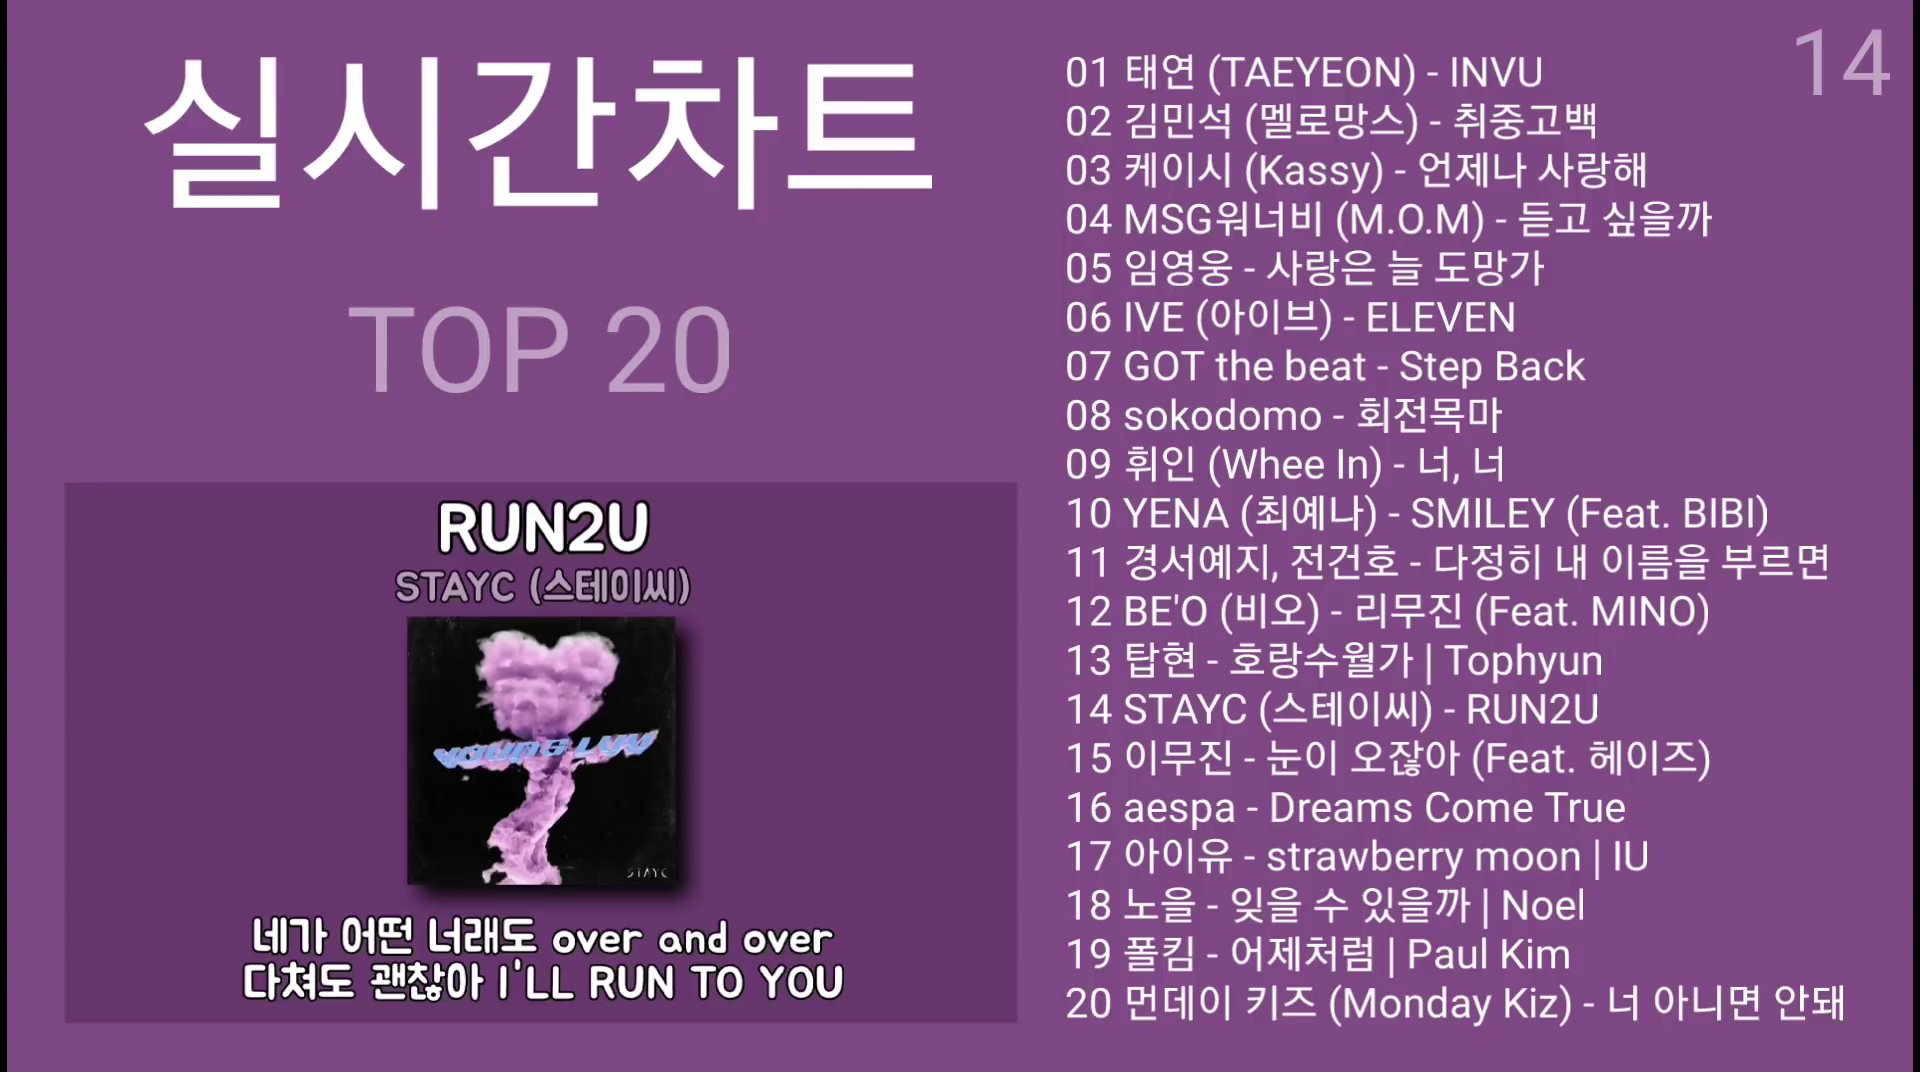 실시간차트
TOP 20
RUN2U
STAYC (스테이씨)
YOUNG LUV
STAYC
네가 어떤 너래도 over and over
다쳐도 괜찮아 I'LL RUN TO YOU
14
01 태연 (TAEYEON) - INVU
02 김민석 (멜로망스) - 취중고백
03 케이시 (Kassy) - 언제나 사랑해
04 MSG워너비 (M.O.M) - 듣고 싶을까
05 임영웅 - 사랑은 늘 도망가
06 IVE (아이브) - ELEVEN
07 GOT the beat - Step Back
08 sokodomo - 회전목마
09 휘인 (Whee In) - 너, 너
10 YENA (최예나) - SMILEY (Feat. BIBI)
11 경서예지, 전건호 - 다정히 내 이름을 부르면
12 BE'O (비오) - 리무진 (Feat. MINO)
13 탑현 - 호랑수월가 | Tophyun
14 STAYC (스테이씨) - RUN2U
15 이무진 - 눈이 오잖아 (Feat. 헤이즈)
16 aespa - Dreams Come True
17 아이유 - strawberry moon | IU
18 노을 - 잊을 수 있을까 | Noel
19 폴킴 - 어제처럼 | Paul Kim
20 먼데이 키즈 (Monday Kiz) - 너 아니면 안돼